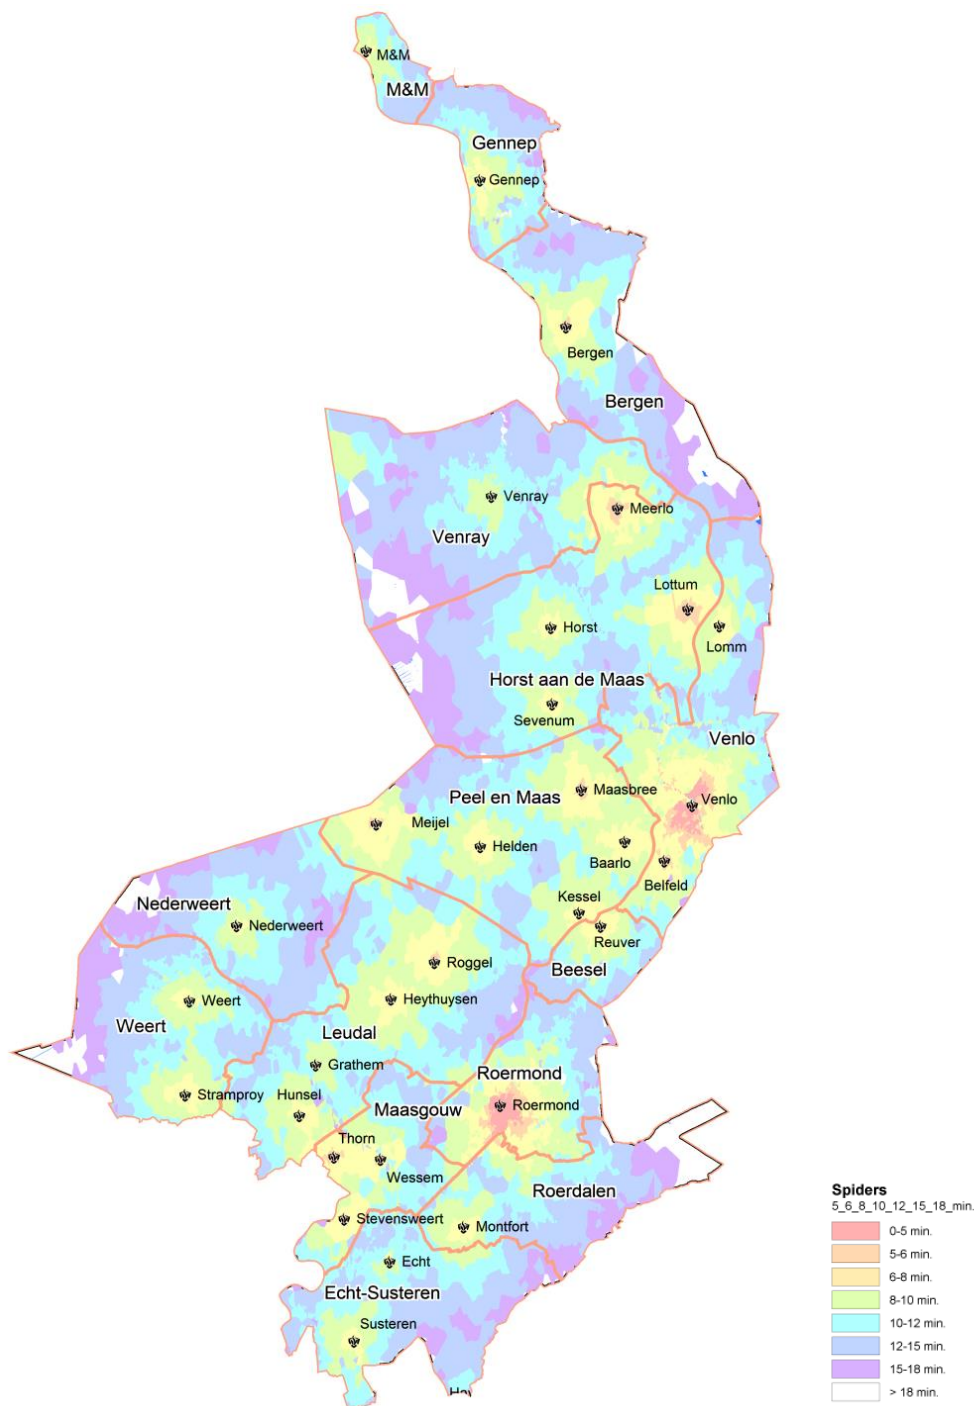 M&M
M&M
Gennep
Gennep
Bergen
Bergen
Venray
Meerlo
Venray
Lottum
Horst
Lomm
Horst aan de Maas
Sevenum
Venlo
Maasbree
Peel en Maas
Venlo
Meijel
Helden
Baarlo
Belfeld
Kessel
Nederweert
Nederweert
Reuver
Roggel
Beesel
Weert
Heythuysen
Weert
Leudal
Grathem
Roermond
Stramproy
Hunsel
Roermond
Maasgouw
Thorn
Wessem
Roerdalen
Stevensweert
Montfort
Echt
Echt-Susteren
Susteren
Spiders
5_6_8_10_12_15_18_min.
0-5 min.
5-6 min.
6-8 min.
8-10 min.
10-12 min.
12-15 min.
15-18 min.
> 18 min.